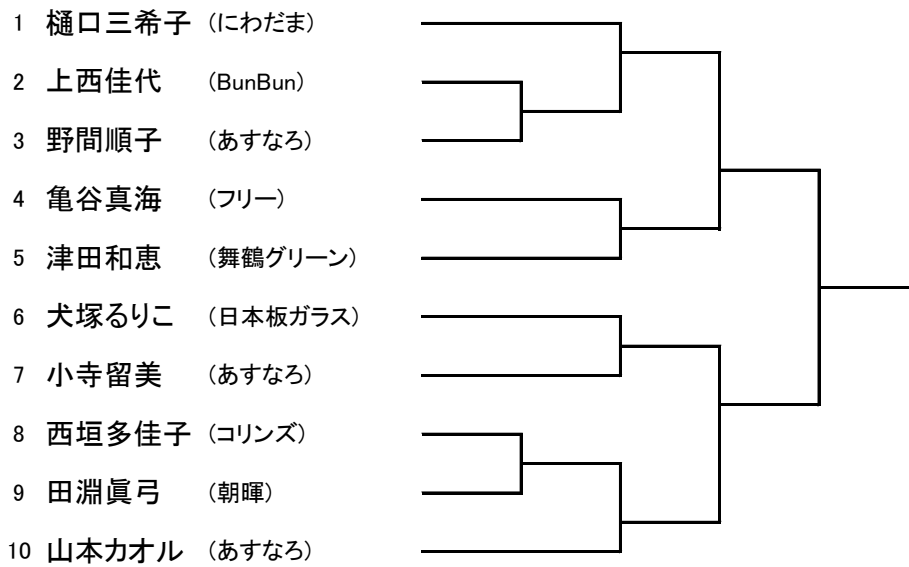 1 樋口三希子 (にわだま)
2 上西佳代 (BunBun)
3 野間順子 (あすなろ)
4 亀谷真海 (フリー)
5 津田和恵 (舞鶴グリーン)
6 犬塚るりこ (日本板ガラス)
7 小寺留美 (あすなろ)
8 西垣多佳子 (コリンズ)
9 田淵眞弓 (朝暉)
10 山本カオル (あすなろ)